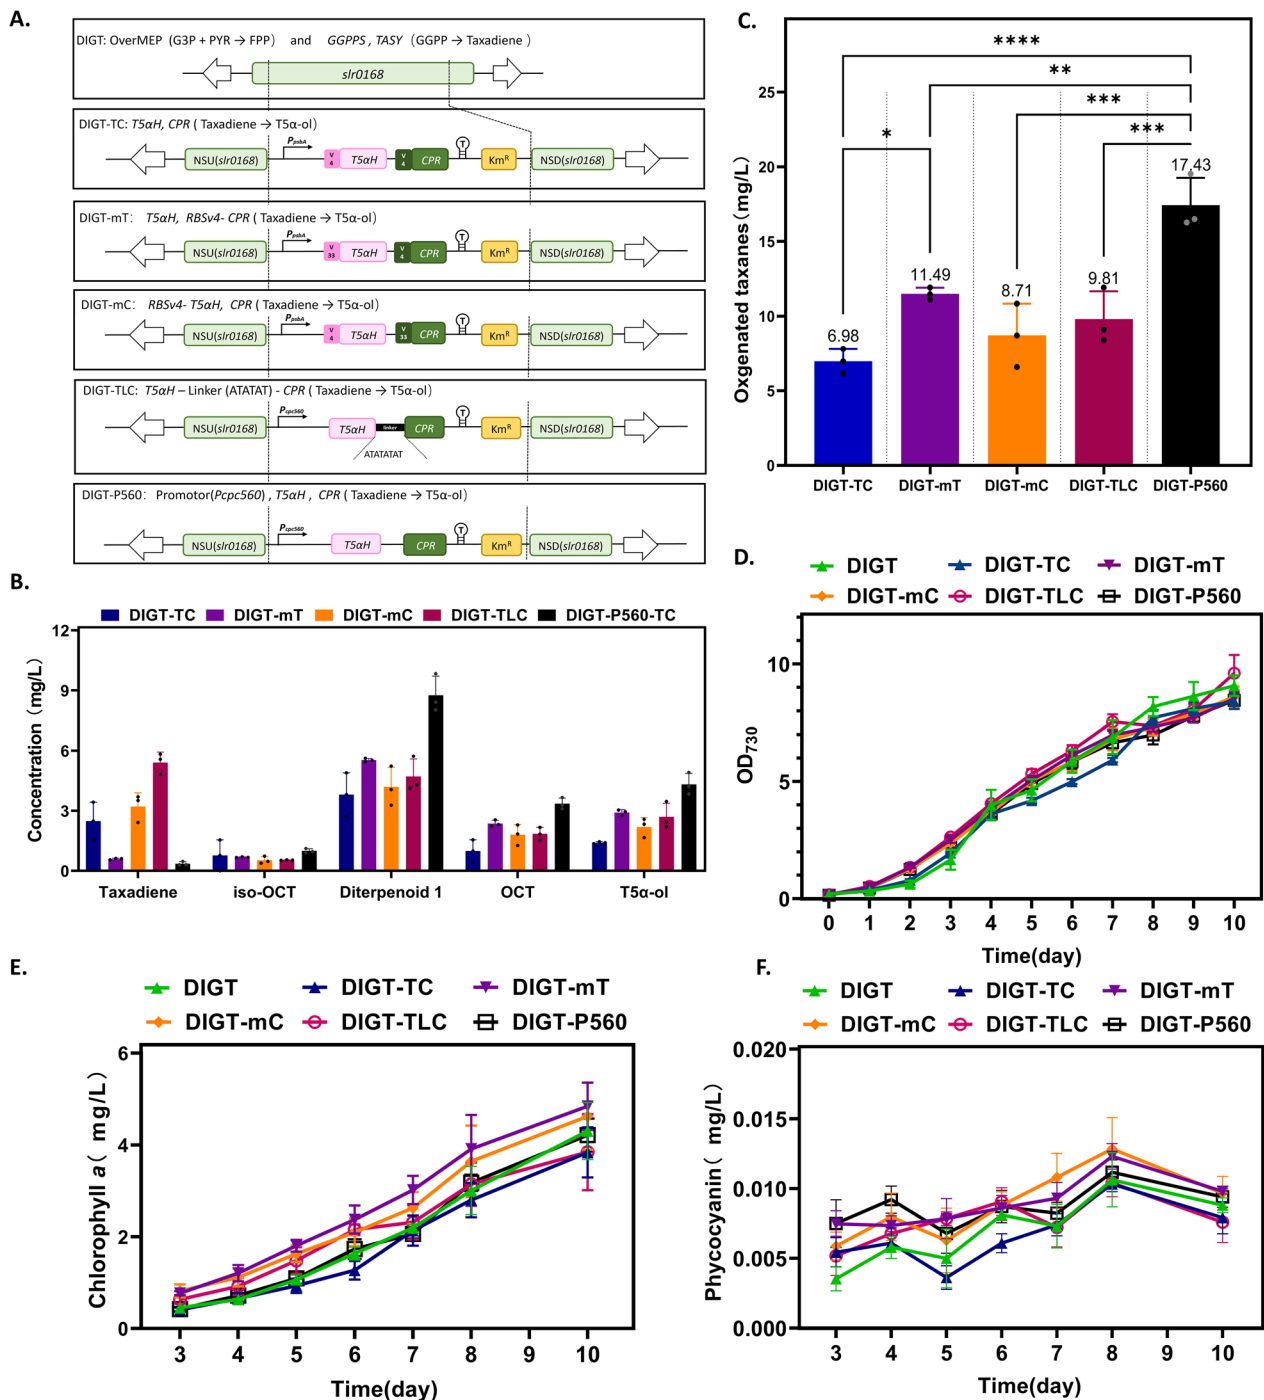 A.
DIGT: OverMEP (G3P + PYR → FPP) and GGPPS , TASY (GGPP → Taxadiene )
slr0168
DIGT-TC: T5αH, CPR ( Taxadiene → T5α-ol)
NSU(slr0168) PpsbA V 4 T5αH V 4 CPR T KmR NSD(slr0168)
DIGT-mT: T5αH, RBSv4- CPR ( Taxadiene → T5α-ol)
NSU(slr0168) PpsbA V 33 T5αH V 4 CPR T KmR NSD(slr0168)
DIGT-mC: RBSv4- T5αH, CPR ( Taxadiene → T5α-ol)
NSU(slr0168) PpsbA V 4 T5αH V 33 CPR T KmR NSD(slr0168)
DIGT-TLC: T5αH – Linker (ATATAT) - CPR ( Taxadiene → T5α-ol)
NSU(slr0168) Pcpc560 T5αH linker CPR T KmR NSD(slr0168)
ATATATAT
DIGT-P560: Promotor(Pcpc560) , T5αH , CPR ( Taxadiene → T5α-ol)
NSU(slr0168) Pcpc560 T5αH CPR T KmR NSD(slr0168)
B.
DIGT-TC DIGT-mT DIGT-mC DIGT-TLC DIGT-P560-TC
Concentration (mg/L)
12
9
6
3
0
Taxadiene iso-OCT Diterpenoid 1 OCT T5α-ol
C.
Oxgenated taxanes (mg/L)
25
20
15
10
5
0
****
**
***
*
***
6.98
11.49
8.71
9.81
17.43
DIGT-TC DIGT-mT DIGT-mC DIGT-TLC DIGT-P560
D.
DIGT DIGT-TC DIGT-mT
DIGT-mC DIGT-TLC DIGT-P560
OD730
10
5
0
0 1 2 3 4 5 6 7 8 9 10
Time(day)
E.
DIGT DIGT-TC DIGT-mT
DIGT-mC DIGT-TLC DIGT-P560
Chlorophyll a ( mg/L)
6
4
2
0
3 4 5 6 7 8 10
Time(day)
F.
DIGT DIGT-TC DIGT-mT
DIGT-mC DIGT-TLC DIGT-P560
Phycocyanin ( mg/L)
0.020
0.015
0.010
0.005
0.000
3 4 5 6 7 8 10
Time(day)